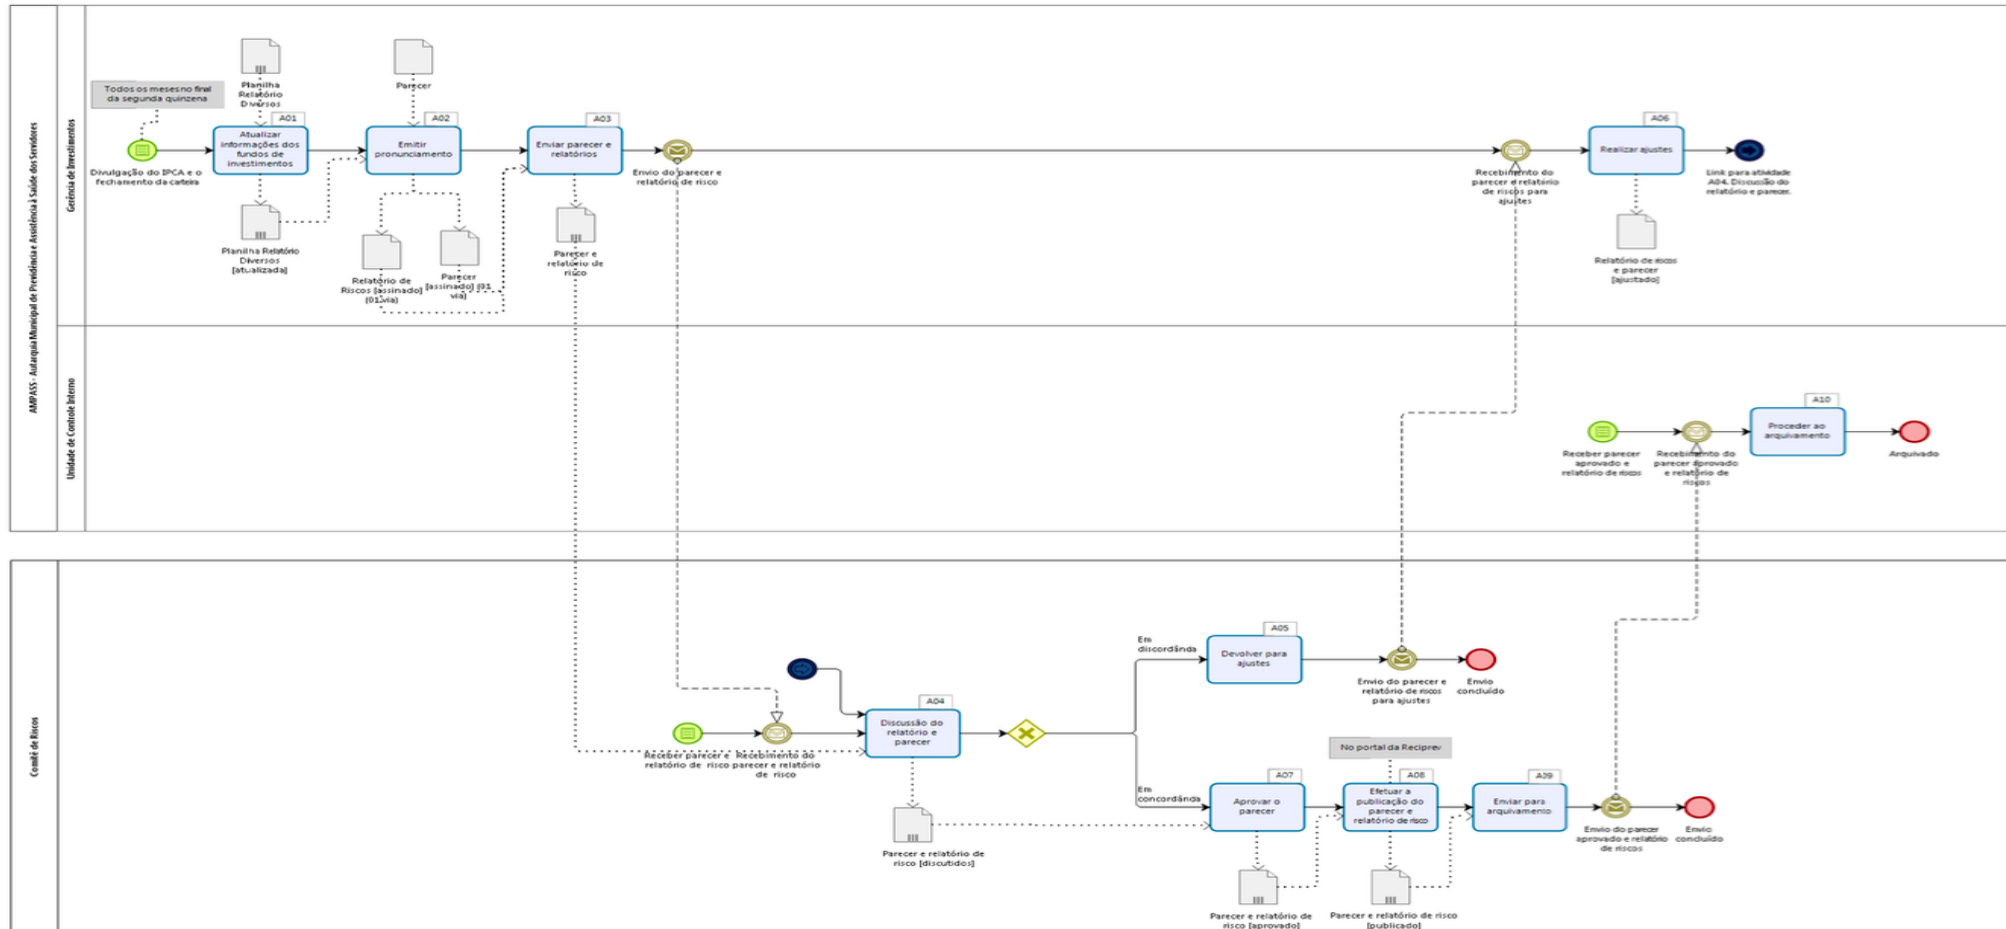 AMPASS - Autarquia Municipal de Previdência e Assistência à Saúde dos Servidores
Gerência de Investimentos
Todos os meses no final
da segunda quinzena
Divulgação do IPCA e o
fechamento da carteira
Planilha
Relatório
Diversos
A01
Atualizar
informações dos
fundos de
investimentos
Planilha Relatório
Diversos
[atualizada]
Parecer
A02
Emitir
pronunciamento
Relatório de
Riscos [assinado]
(01 via)
Parecer
[assinado] (01
via)
A03
Enviar parecer e
relatórios
Parecer e
relatório de
risco
Envio do parecer e
relatório de risco
Recebimento do
parecer e relatório
de riscos para
ajustes
A06
Realizar ajustes
Relatório de riscos
e parecer
[ajustado]
Link para atividade
A04. Discussão do
relatório e parecer.
Unidade de Controle Interno
Receber parecer
aprovado e
relatório de riscos
Recebimento do
parecer aprovado
e relatório de
riscos
A10
Proceder ao
arquivamento
Arquivado
Comitê de Riscos
Receber parecer e
relatório de risco
Recebimento do
parecer e relatório
de risco
A04
Discussão do
relatório e
parecer
Parecer e relatório de
risco [discutidos]
Em
discordânda
A05
Devolver para
ajustes
Envio do parecer e
relatório de riscos
para ajustes
Envio
concluído
Em
concordânda
A07
Aprovar o
parecer
Parecer e relatório de
risco [aprovado]
No portal da Reciprev
A08
Efetuar a
publicação do
parecer e
relatório de risco
Parecer e relatório de risco
[publicado]
A09
Enviar para
arquivamento
Envio do parecer
aprovado e relatório
de riscos
Envio
concluído